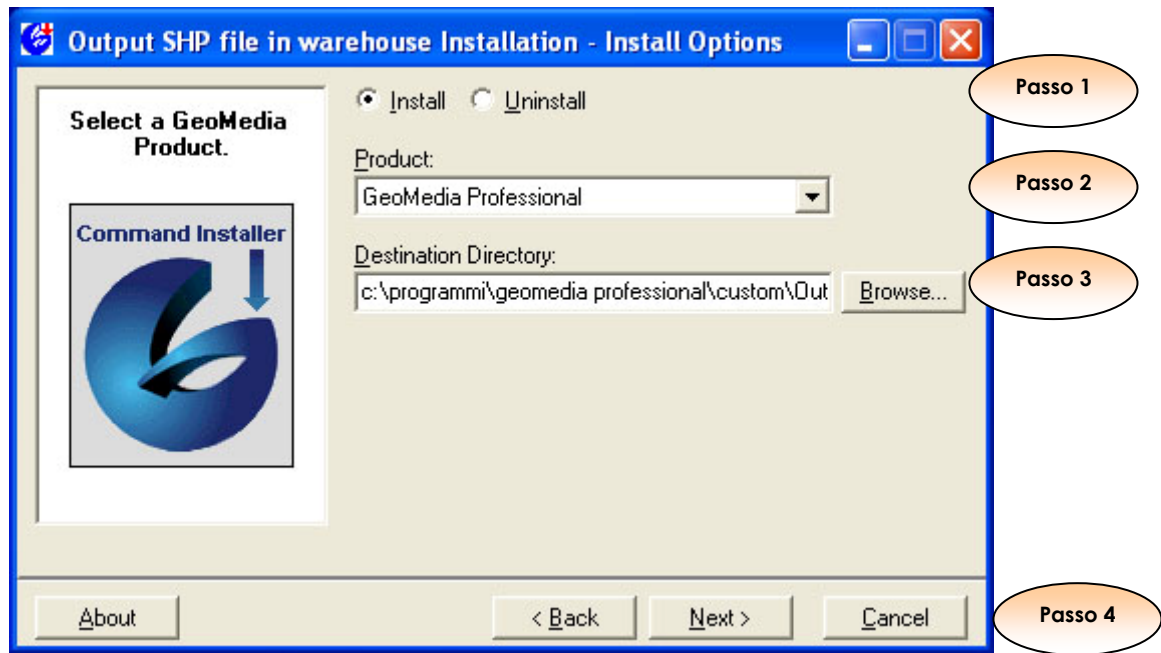 Output SHP file in warehouse Installation - Install Options
Passo 1
Install Uninstall
Select a GeoMedia
Product.
Command Installer
Product:
GeoMedia Professional
Passo 2
Destination Directory:
c:\programmi\geomedia professional\custom\Out
Browse...
Passo 3
About
< Back
Next >
Cancel
Passo 4